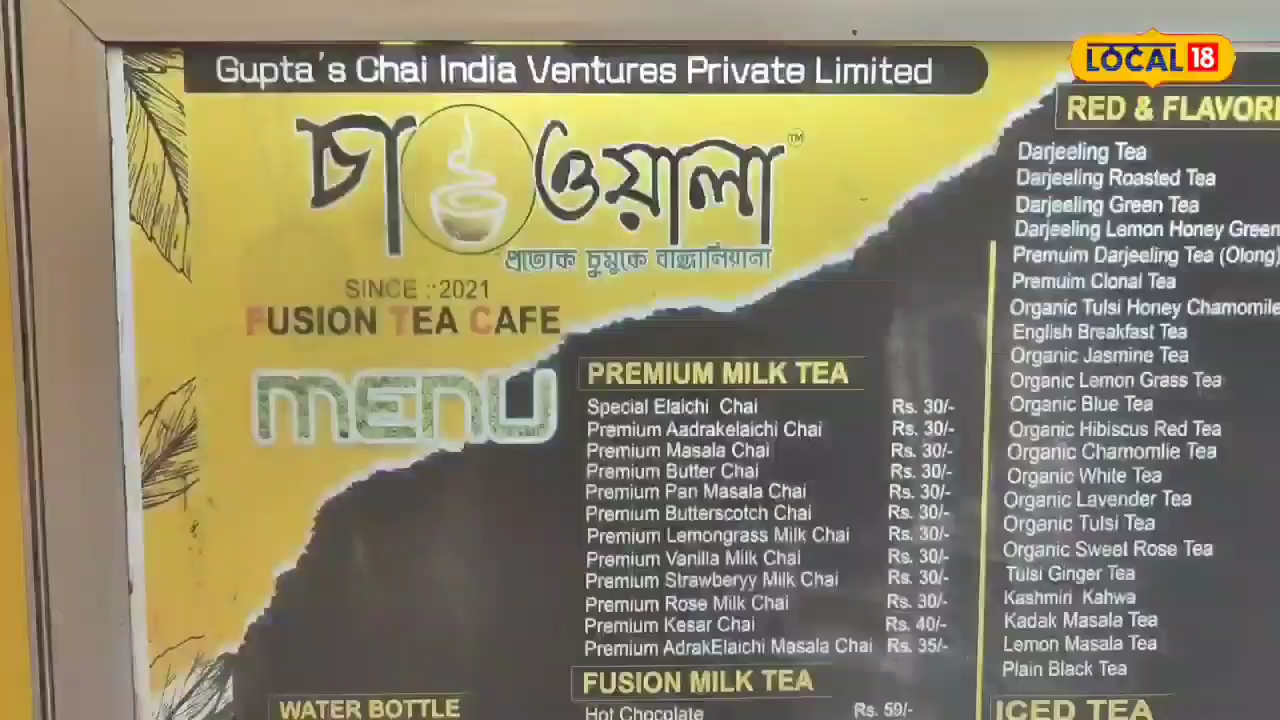 Gupta's Chai India Ventures Private Limited
LOCAL 18
চা ওয়ালা TM
প্রত্যেক চুমুকে বাঙ্গালিয়ানা
SINCE : 2021
FUSION TEA CAFE
MENU
PREMIUM MILK TEA
Special Elaichi Chai Rs. 30/-
Premium Aadrakelaichi Chai Rs. 30/-
Premium Masala Chai Rs. 30/-
Premium Butter Chai Rs. 30/-
Premium Pan Masala Chai Rs. 30/-
Premium Butterscotch Chai Rs. 30/-
Premium Lemongrass Milk Chai Rs. 30/-
Premium Vanilla Milk Chai Rs. 30/-
Premium Strawberyy Milk Chai Rs. 30/-
Premium Rose Milk Chai Rs. 30/-
Premium Kesar Chai Rs. 40/-
Premium AdrakElaichi Masala Chai Rs. 35/-
FUSION MILK TEA
Hot Chocolate Rs. 59/-
WATER BOTTLE
RED & FLAVORI
Darjeeling Tea
Darjeeling Roasted Tea
Darjeeling Green Tea
Darjeeling Lemon Honey Green
Premuim Darjeeling Tea (Olong)
Premuim Clonal Tea
Organic Tulsi Honey Chamomile
English Breakfast Tea
Organic Jasmine Tea
Organic Lemon Grass Tea
Organic Blue Tea
Organic Hibiscus Red Tea
Organic Chamomlie Tea
Organic White Tea
Organic Lavender Tea
Organic Tulsi Tea
Organic Sweet Rose Tea
Tulsi Ginger Tea
Kashmiri Kahwa
Kadak Masala Tea
Lemon Masala Tea
Plain Black Tea
ICED TEA